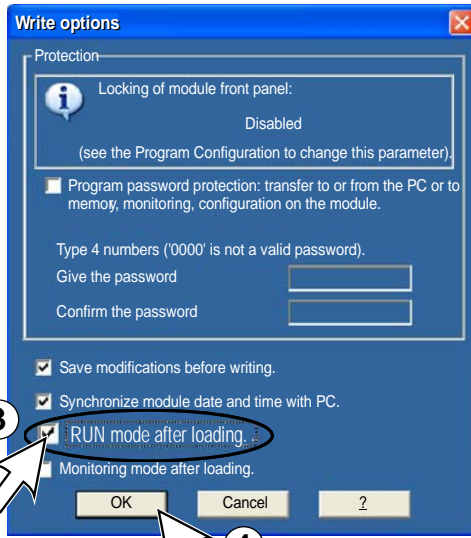 Write options
Protection
Locking of module front panel:
Disabled
(see the Program Configuration to change this parameter).
Program password protection: transfer to or from the PC or to
memory, monitoring, configuration on the module.
Type 4 numbers ('0000' is not a valid password).
Give the password
Confirm the password
Save modifications before writing.
Synchronize module date and time with PC.
3
RUN mode after loading. .
Monitoring mode after loading.
OK Cancel ?
4